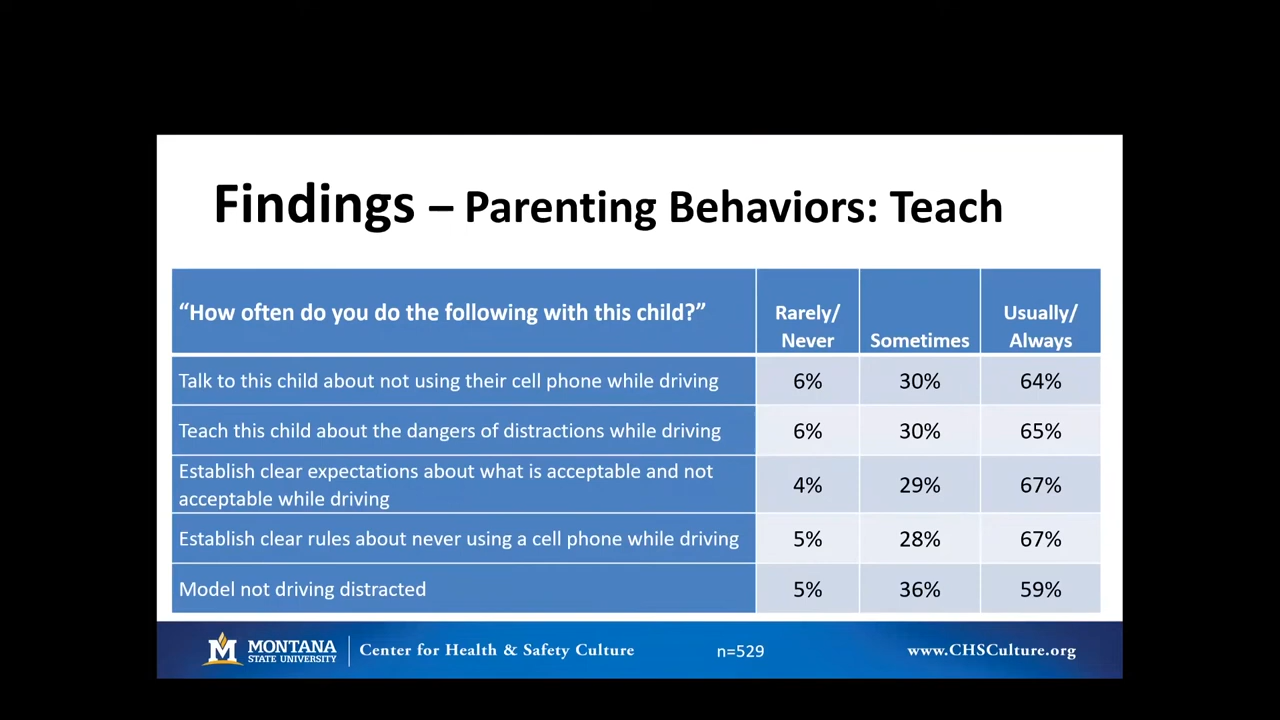 Findings – Parenting Behaviors: Teach
“How often do you do the following with this child?”
Rarely/
Never
Sometimes
Usually/
Always
Talk to this child about not using their cell phone while driving
6%
30%
64%
Teach this child about the dangers of distractions while driving
6%
30%
65%
Establish clear expectations about what is acceptable and not
acceptable while driving
4%
29%
67%
Establish clear rules about never using a cell phone while driving
5%
28%
67%
Model not driving distracted
5%
36%
59%
M
MONTANA
STATE UNIVERSITY
Center for Health & Safety Culture
n=529
www.CHSCulture.org